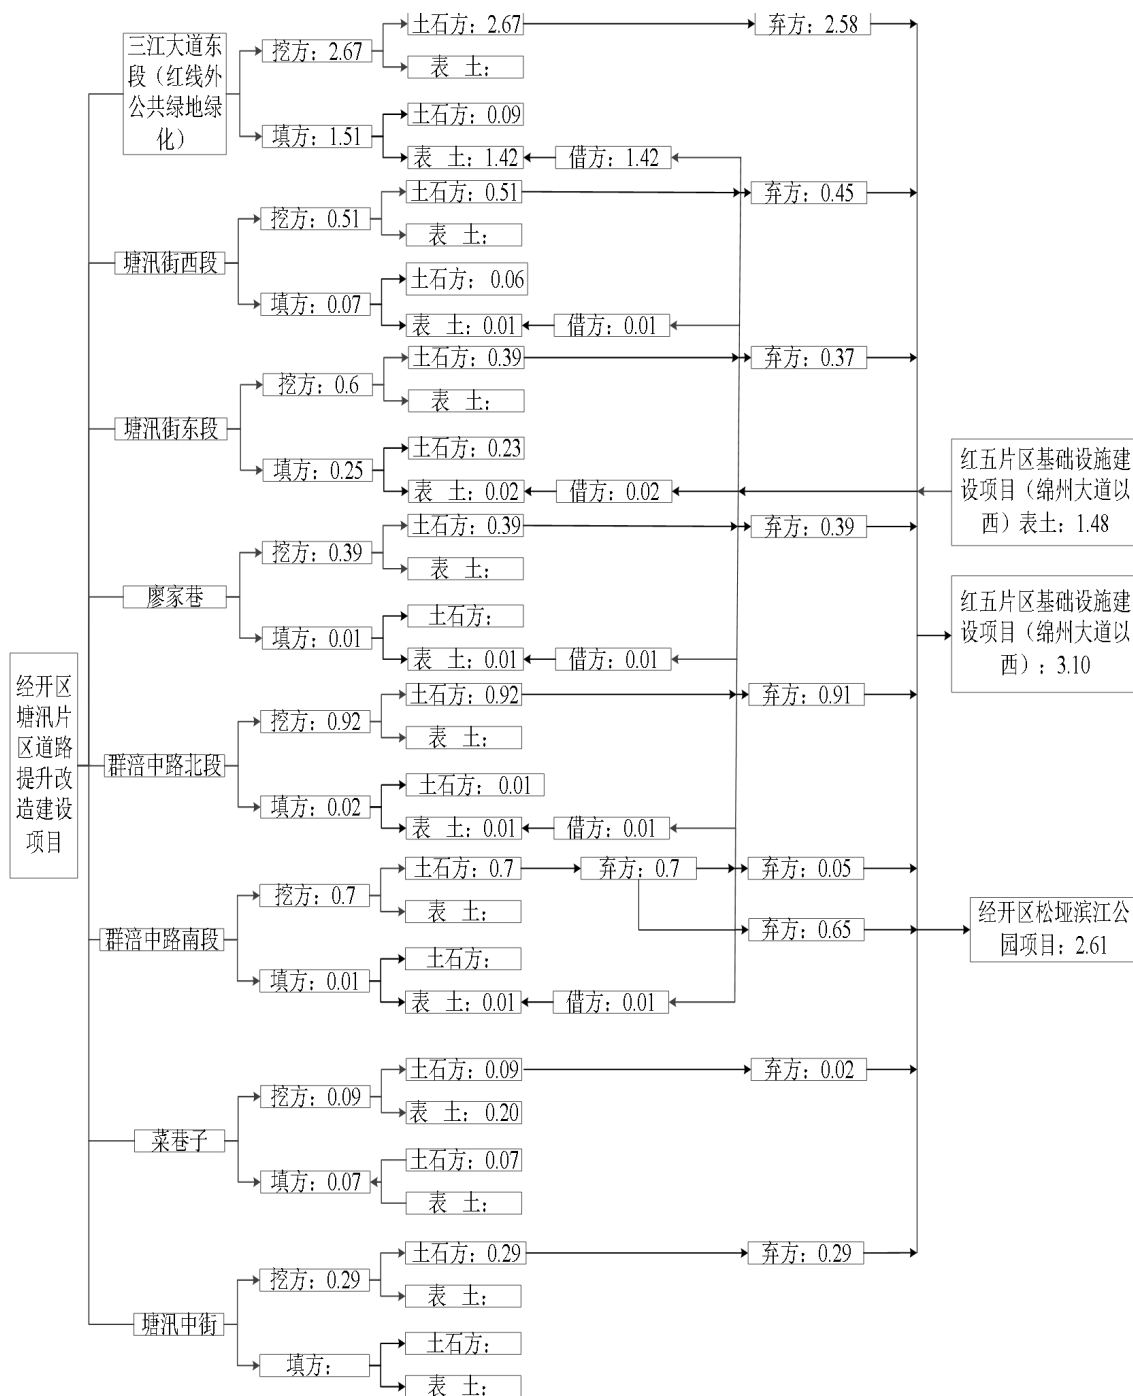 经开区
塘汛片
区道路
提升改
造建设
项目
三江大道东
段（红线外
公共绿地绿
化）
挖方：2.67
土石方：2.67
弃方：2.58
表 土：
填方：1.51
土石方：0.09
表 土：1.42
借方：1.42
塘汛街西段
挖方：0.51
土石方：0.51
弃方：0.45
表 土：
填方：0.07
土石方： 0.06
表 土：0.01
借方：0.01
塘汛街东段
挖方：0.6
土石方：0.39
弃方：0.37
表 土：
填方：0.25
土石方：0.23
表 土：0.02
借方：0.02
廖家巷
挖方：0.39
土石方：0.39
弃方：0.39
表 土：
填方：0.01
土石方：
表 土：0.01
借方：0.01
群涪中路北段
挖方：0.92
土石方：0.92
弃方：0.91
表 土：
填方：0.02
土石方：0.01
表 土：0.01
借方：0.01
群涪中路南段
挖方：0.7
土石方：0.7
弃方：0.7
弃方：0.05
表 土：
弃方：0.65
填方：0.01
土石方：
表 土：0.01
借方：0.01
菜巷子
挖方：0.09
土石方：0.09
弃方：0.02
表 土：0.20
填方：0.07
土石方：0.07
表 土：
塘汛中街
挖方：0.29
土石方：0.29
弃方：0.29
表 土：
填方：
土石方：
表 土：
红五片区基础设施建
设项目（绵州大道以
西）表土：1.48
红五片区基础设施建
设项目（绵州大道以
西）：3.10
经开区松垭滨江公
园项目：2.61